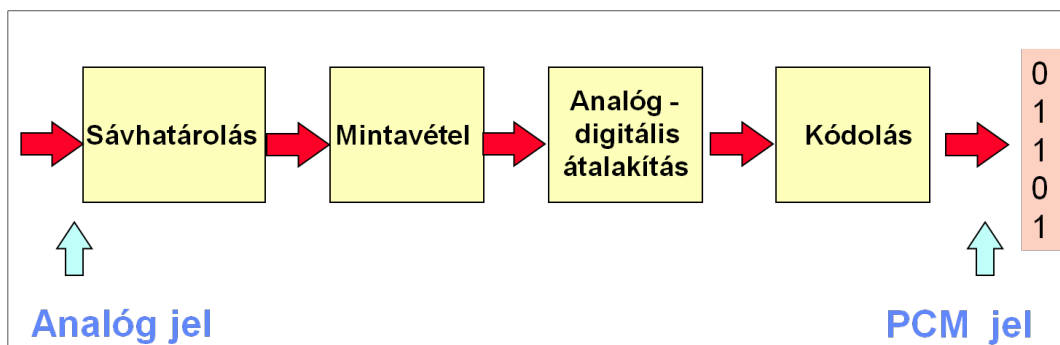 Sávhatárolás
Mintavétel
Analóg -
digitális
átalakítás
Kódolás
0
1
1
0
1
Analóg jel
PCM jel